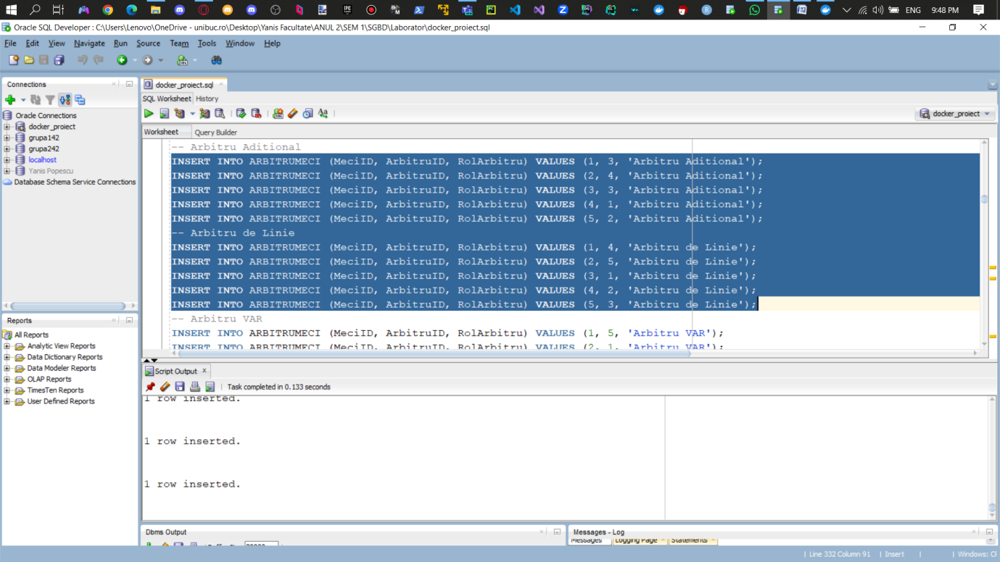 ENG
9:48 PM
Oracle SQL Developer : C:\Users\Lenovo\OneDrive - unibuc.ro\Desktop\Yanis Facultate\ANUL 2\SEM 1\SGBD\Laborator\docker_proiect.sql
File Edit View Navigate Run Source Team Tools Window Help
Connections
Oracle Connections
docker_proiect
grupa142
grupa242
localhost
Yanis Popescu
Database Schema Service Connections
Reports
All Reports
Analytic View Reports
Data Dictionary Reports
Data Modeler Reports
OLAP Reports
TimesTen Reports
User Defined Reports
docker_proiect.sql
SQL Worksheet History
docker_proiect
Worksheet Query Builder
-- Arbitru Aditional
INSERT INTO ARBITRUMECI (MeciID, ArbitruID, RolArbitru) VALUES (1, 3, 'Arbitru Aditional');
INSERT INTO ARBITRUMECI (MeciID, ArbitruID, RolArbitru) VALUES (2, 4, 'Arbitru Aditional');
INSERT INTO ARBITRUMECI (MeciID, ArbitruID, RolArbitru) VALUES (3, 3, 'Arbitru Aditional');
INSERT INTO ARBITRUMECI (MeciID, ArbitruID, RolArbitru) VALUES (4, 1, 'Arbitru Aditional');
INSERT INTO ARBITRUMECI (MeciID, ArbitruID, RolArbitru) VALUES (5, 2, 'Arbitru Aditional');
-- Arbitru de Linie
INSERT INTO ARBITRUMECI (MeciID, ArbitruID, RolArbitru) VALUES (1, 4, 'Arbitru de Linie');
INSERT INTO ARBITRUMECI (MeciID, ArbitruID, RolArbitru) VALUES (2, 5, 'Arbitru de Linie');
INSERT INTO ARBITRUMECI (MeciID, ArbitruID, RolArbitru) VALUES (3, 1, 'Arbitru de Linie');
INSERT INTO ARBITRUMECI (MeciID, ArbitruID, RolArbitru) VALUES (4, 2, 'Arbitru de Linie');
INSERT INTO ARBITRUMECI (MeciID, ArbitruID, RolArbitru) VALUES (5, 3, 'Arbitru de Linie');
-- Arbitru VAR
INSERT INTO ARBITRUMECI (MeciID, ArbitruID, RolArbitru) VALUES (1, 5, 'Arbitru VAR');
INSERT INTO ARBITRUMECI (MeciID, ArbitruID, RolArbitru) VALUES (2, 1, 'Arbitru VAR');
Script Output
Task completed in 0.133 seconds
1 row inserted.
1 row inserted.
1 row inserted.
Dbms Output
Messages - Log
Messages Logging Page Statements
Line 332 Column 91 Insert Windows: